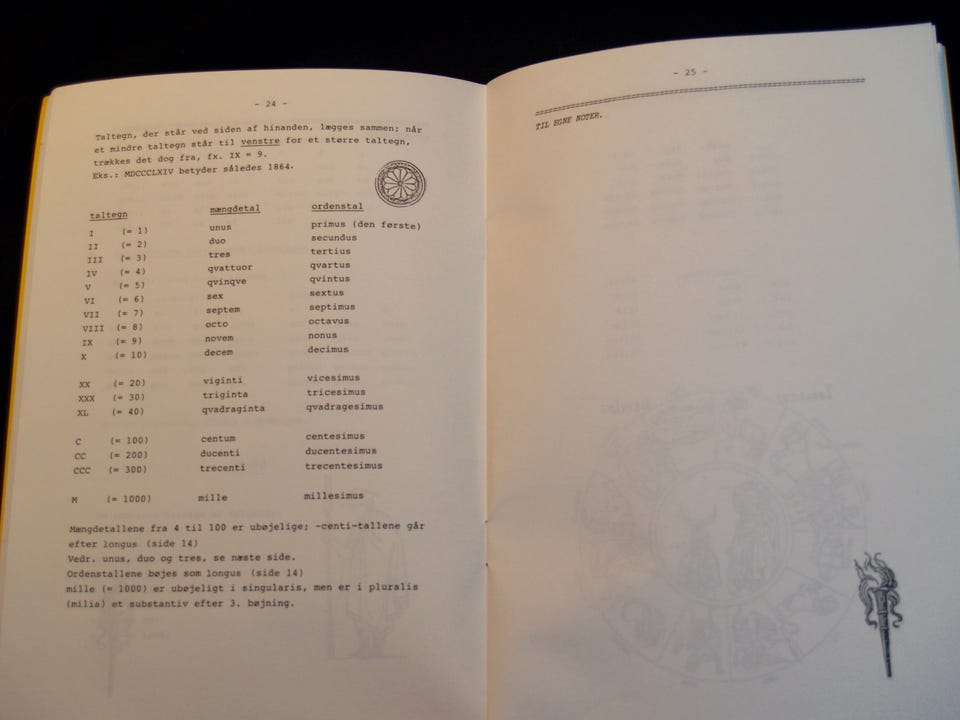 - 24 -
Taltegn, der står ved siden af hinanden, lægges sammen; når
et mindre taltegn står til venstre for et større taltegn,
trækkes det dog fra, fx. IX = 9.
Eks.: MDCCCLXIV betyder således 1864.
taltegn mængdetal ordenstal
I (= 1) unus primus (den første)
II (= 2) duo secundus
III (= 3) tres tertius
IV (= 4) qvattuor qvartus
V (= 5) qvinqve qvintus
VI (= 6) sex sextus
VII (= 7) septem septimus
VIII (= 8) octo octavus
IX (= 9) novem nonus
X (= 10) decem decimus
XX (= 20) viginti vicesimus
XXX (= 30) triginta tricesimus
XL (= 40) qvadraginta qvadragesimus
C (= 100) centum centesimus
CC (= 200) ducenti ducentesimus
CCC (= 300) trecenti trecentesimus
M (= 1000) mille millesimus
Mængdetallene fra 4 til 100 er ubøjelige; -centi-tallene går
efter longus (side 14)
Vedr. unus, duo og tres, se næste side.
Ordenstallene bøjes som longus (side 14)
mille (= 1000) er ubøjeligt i singularis, men er i pluralis
(milia) et substantiv efter 3. bøjning.
- 25 -
TIL EGNE NOTER.